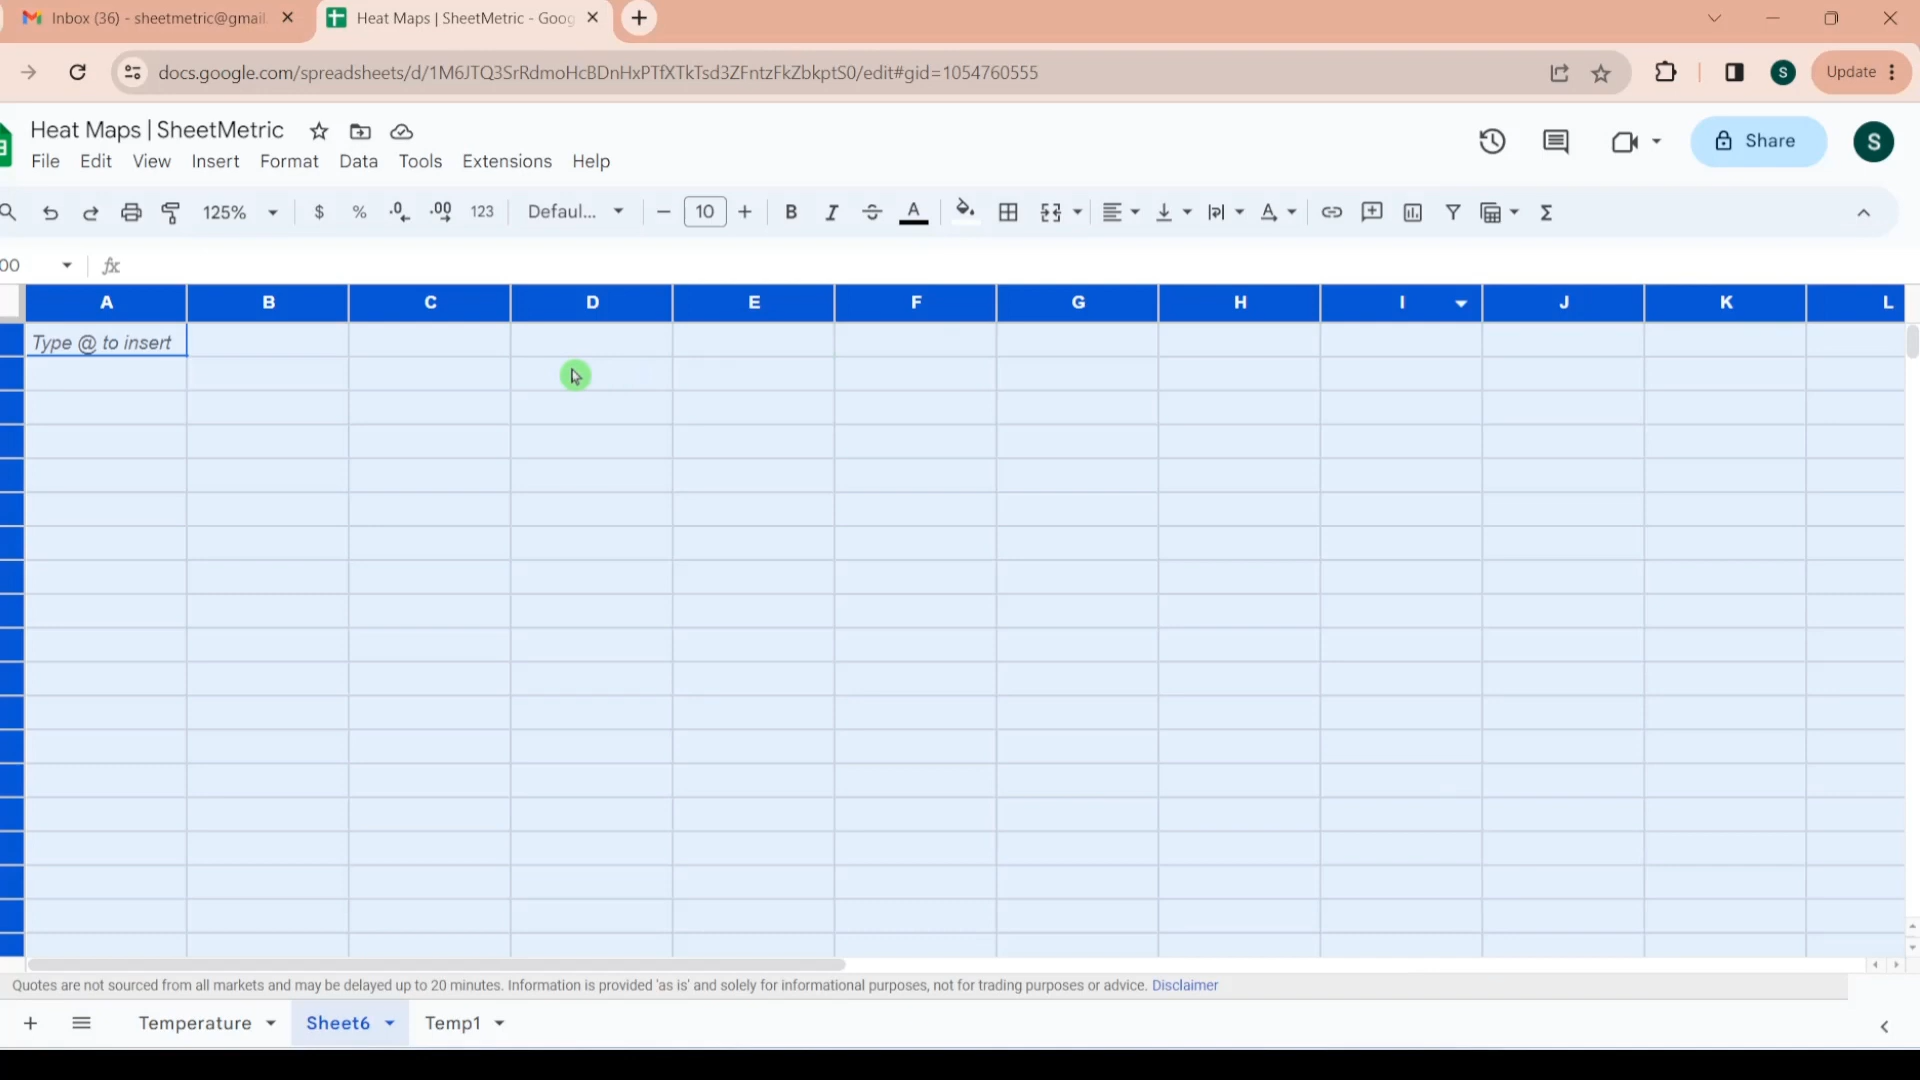 Inbox (36) - sheetmetric@gmail.
Heat Maps | SheetMetric - Goog
docs.google.com/spreadsheets/d/1M6JTQ3SrRdmoHcBDnHxPTfXTkTsd3ZFntzFkZbkptS0/edit#gid=1054760555
S
Update
Heat Maps | SheetMetric
File Edit View Insert Format Data Tools Extensions Help
Share
S
125% $ % .0 .00 123 Defaul... 10 B I A
00 fx
A B C D E F G H I J K L
Type @ to insert
Quotes are not sourced from all markets and may be delayed up to 20 minutes. Information is provided 'as is' and solely for informational purposes, not for trading purposes or advice. Disclaimer
Temperature Sheet6 Temp1